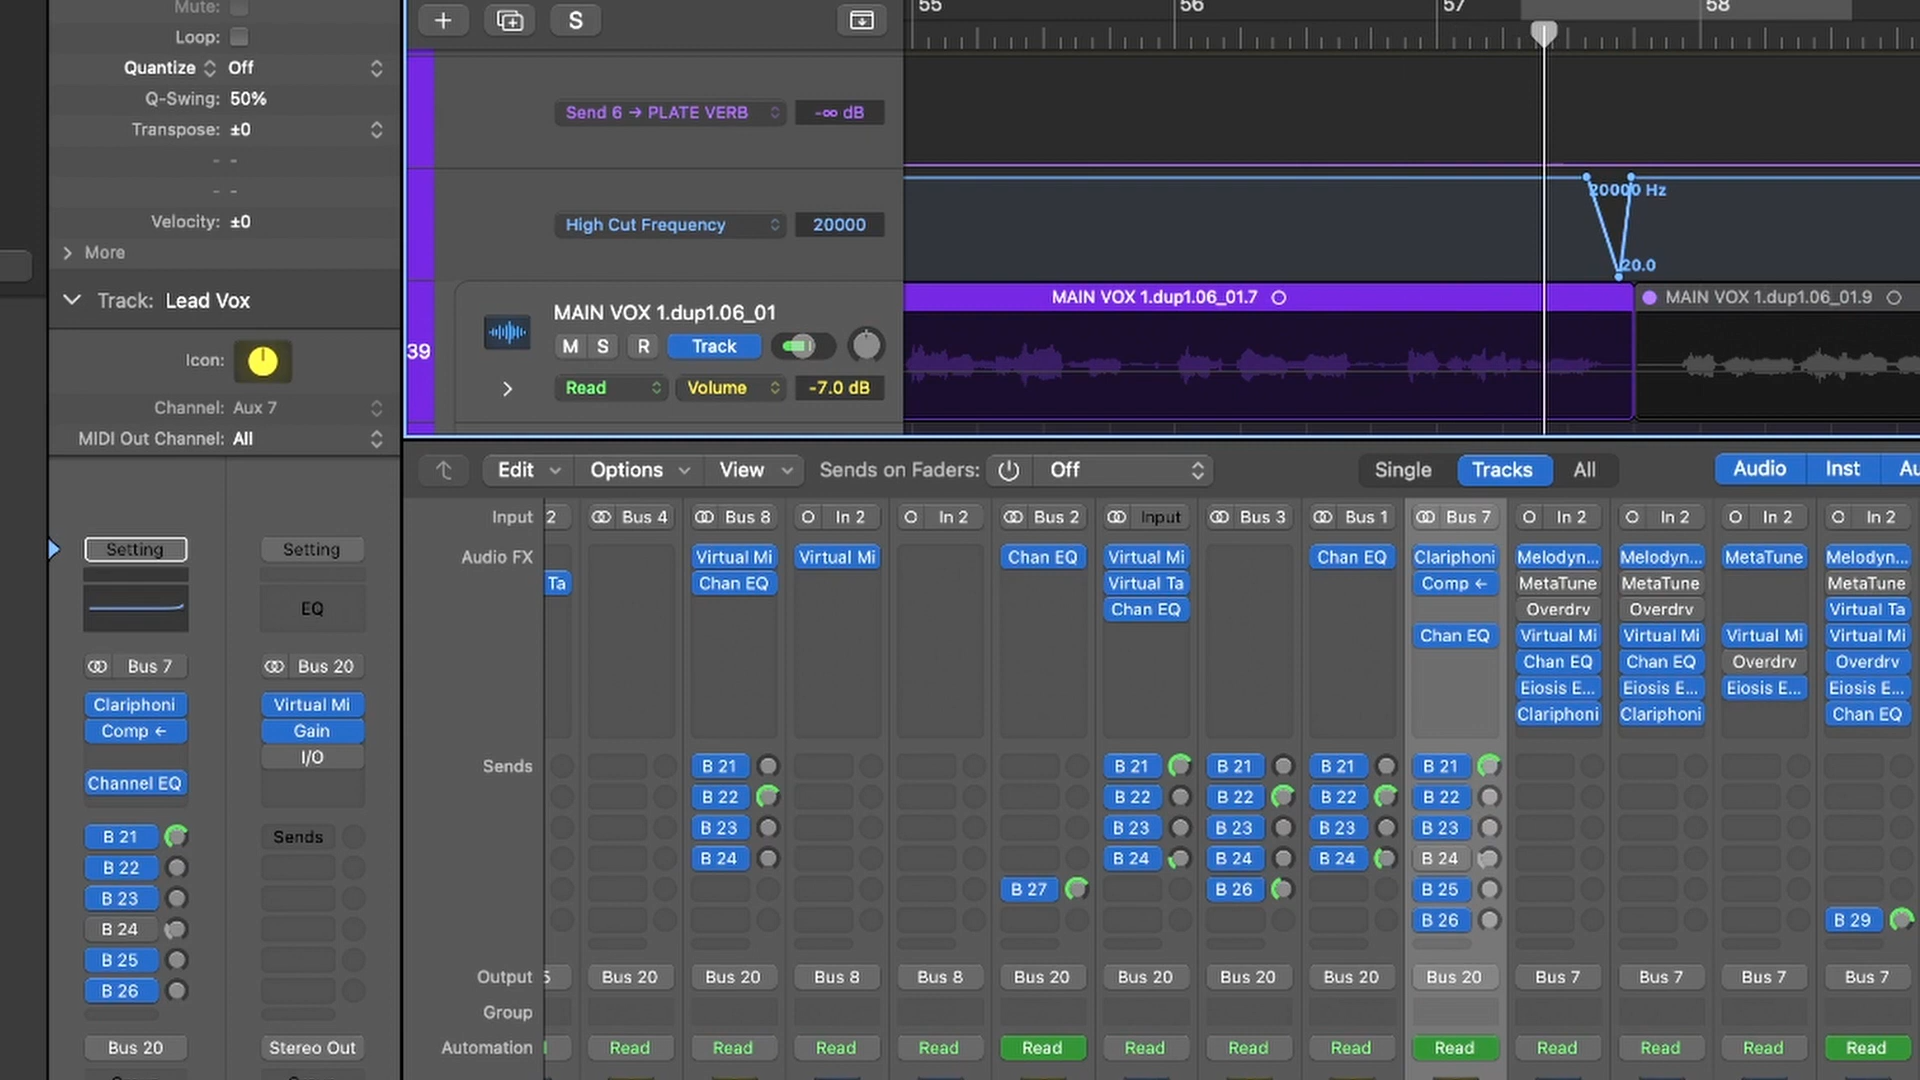 Mute:
Loop:
Quantize Off
Q-Swing: 50%
Transpose: ±0
- -
- -
Velocity: ±0
More
Track: Lead Vox
Icon:
Channel: Aux 7
MIDI Out Channel: All
Setting Setting
EQ
Bus 7 Bus 20
Clariphoni Virtual Mi
Comp ← Gain
I/O
Channel EQ
B 21 Sends
B 22
B 23
B 24
B 25
B 26
Bus 20 Stereo Out
+ S
55 56 57 58
Send 6 → PLATE VERB -∞ dB
High Cut Frequency 20000
20000 Hz
20.0
39
MAIN VOX 1.dup1.06_01
M S R Track
Read Volume -7.0 dB
MAIN VOX 1.dup1.06_01.7 MAIN VOX 1.dup1.06_01.9
Edit Options View Sends on Faders: Off Single Tracks All Audio Inst Au
Input 2 Bus 4 Bus 8 In 2 In 2 Bus 2 Input Bus 3 Bus 1 Bus 7 In 2 In 2 In 2 In 2
Audio FX Virtual Mi Virtual Mi Chan EQ Virtual Mi Chan EQ Clariphoni Melodyn... Melodyn... MetaTune Melodyn...
Ta Chan EQ Virtual Ta Comp ← MetaTune MetaTune MetaTune
Chan EQ Overdrv Overdrv Virtual Ta
Chan EQ Virtual Mi Virtual Mi Virtual Mi Virtual Mi
Chan EQ Chan EQ Overdrv Overdrv
Eiosis E... Eiosis E... Eiosis E... Eiosis E...
Clariphoni Clariphoni Chan EQ
Sends B 21 B 21 B 21 B 21 B 21
B 22 B 22 B 22 B 22 B 22
B 23 B 23 B 23 B 23 B 23
B 24 B 24 B 24 B 24 B 24
B 27 B 26 B 25
B 26 B 29
Output Bus 20 Bus 20 Bus 8 Bus 8 Bus 20 Bus 20 Bus 20 Bus 20 Bus 20 Bus 7 Bus 7 Bus 7 Bus 7
Group
Automation Read Read Read Read Read Read Read Read Read Read Read Read Read